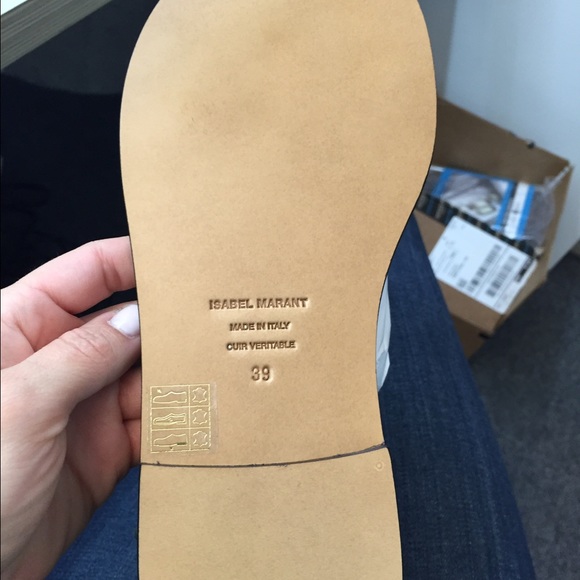 ISABEL MARANT
MADE IN ITALY
CUIR VERITABLE
39